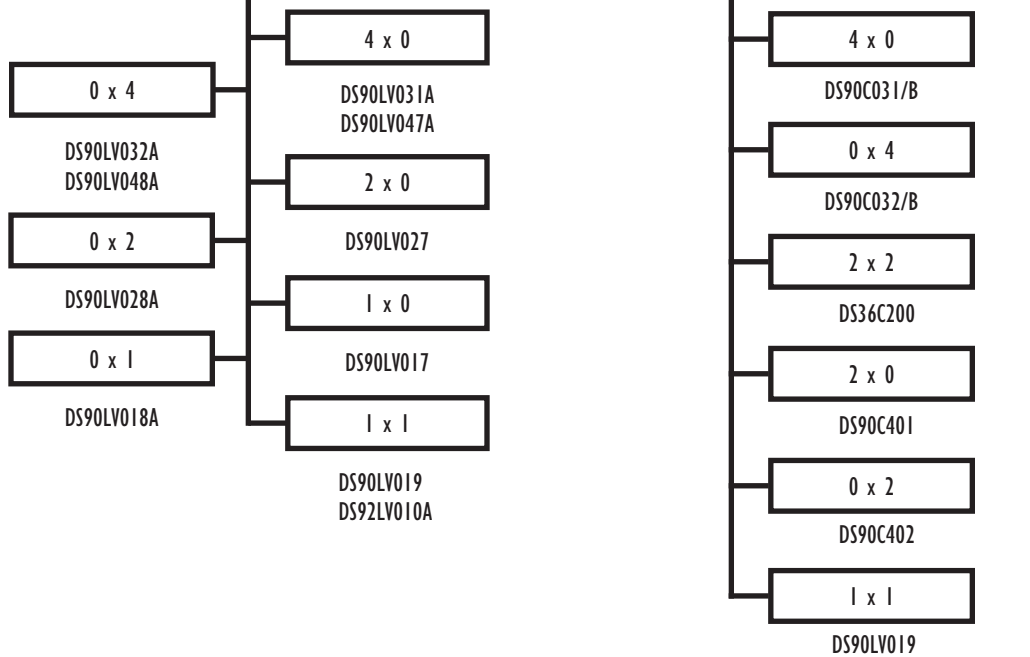 4 x 0
DS90LV031A
DS90LV047A
0 x 4
DS90LV032A
DS90LV048A
2 x 0
DS90LV027
0 x 2
DS90LV028A
1 x 0
DS90LV017
0 x 1
DS90LV018A
1 x 1
DS90LV019
DS92LV010A
4 x 0
DS90C031/B
0 x 4
DS90C032/B
2 x 2
DS36C200
2 x 0
DS90C401
0 x 2
DS90C402
1 x 1
DS90LV019